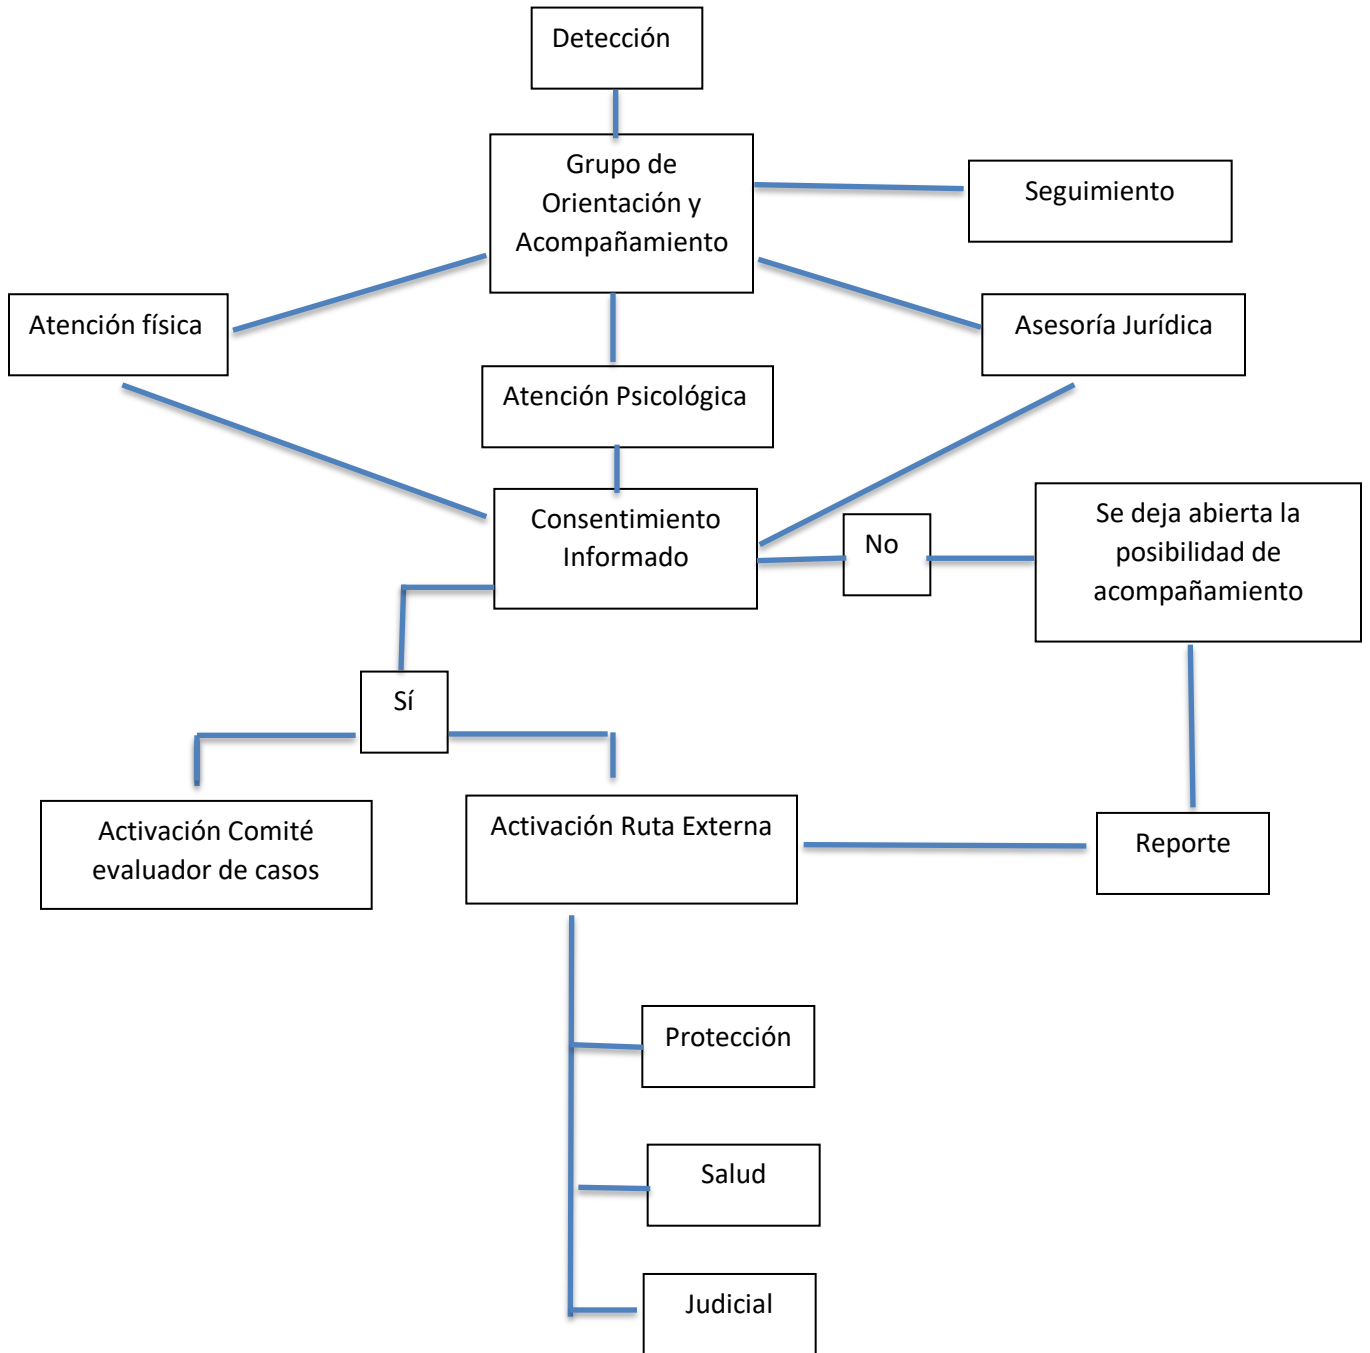 Detección
Grupo de
Orientación y
Acompañamiento
Seguimiento
Atención física
Asesoría Jurídica
Atención Psicológica
Consentimiento
Informado
No
Se deja abierta la
posibilidad de
acompañamiento
Sí
Activación Comité
evaluador de casos
Activación Ruta Externa
Reporte
Protección
Salud
Judicial